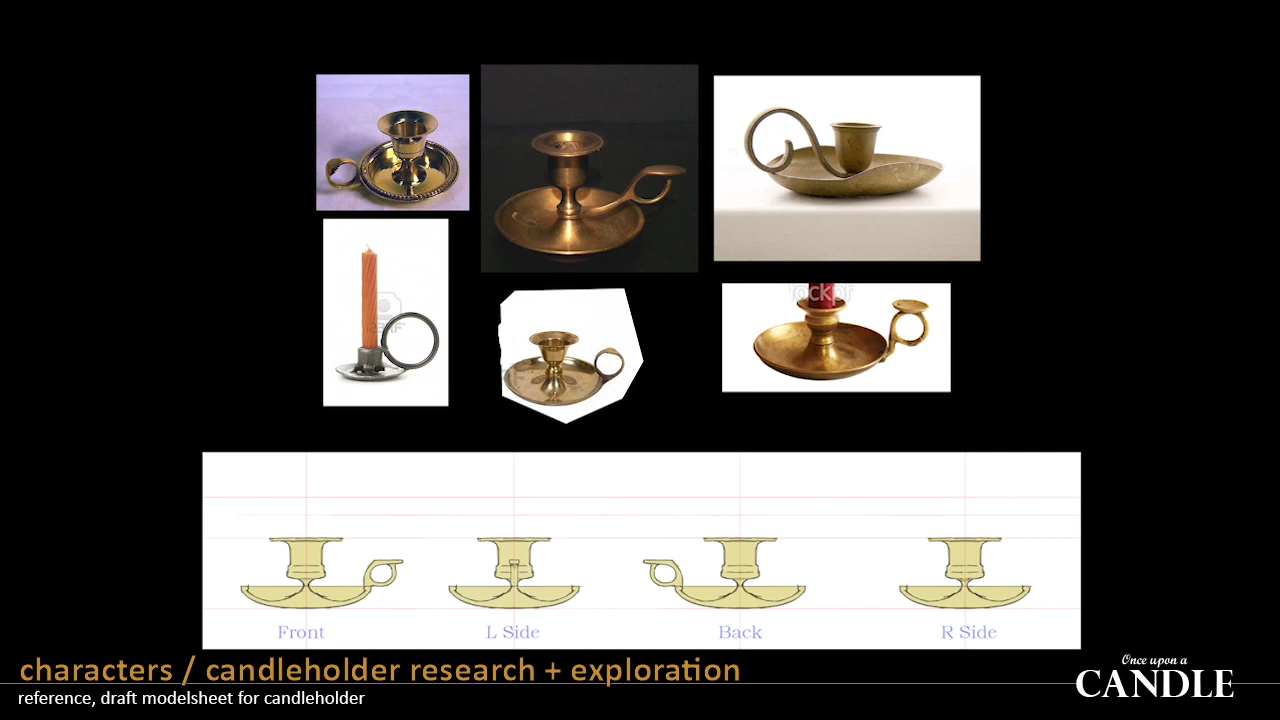 Front
L Side
Back
R Side
characters / candleholder research + exploration
reference, draft modelsheet for candleholder
Once upon a
CANDLE